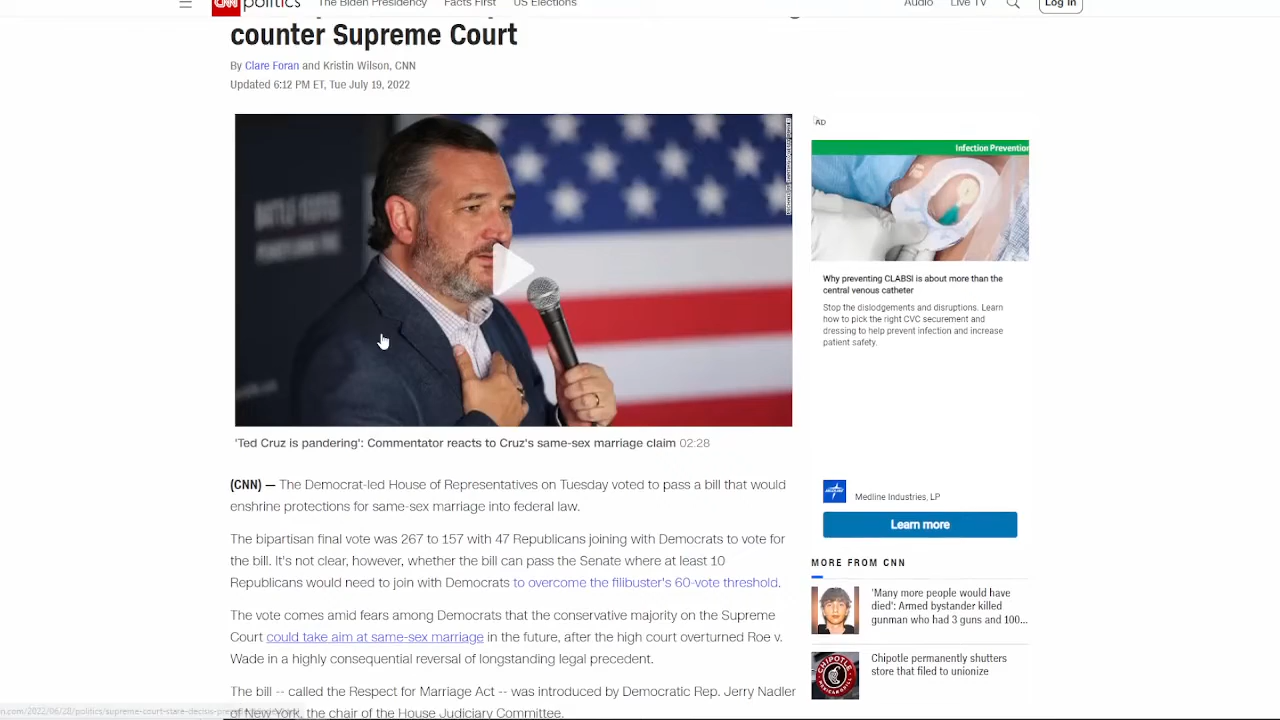 CNN politics The Biden Presidency Facts First US Elections Audio Live TV Log In
counter Supreme Court
By Clare Foran and Kristin Wilson, CNN
Updated 6:12 PM ET, Tue July 19, 2022
'Ted Cruz is pandering': Commentator reacts to Cruz's same-sex marriage claim 02:28
(CNN) — The Democrat-led House of Representatives on Tuesday voted to pass a bill that would
enshrine protections for same-sex marriage into federal law.
The bipartisan final vote was 267 to 157 with 47 Republicans joining with Democrats to vote for
the bill. It's not clear, however, whether the bill can pass the Senate where at least 10
Republicans would need to join with Democrats to overcome the filibuster's 60-vote threshold.
The vote comes amid fears among Democrats that the conservative majority on the Supreme
Court could take aim at same-sex marriage in the future, after the high court overturned Roe v.
Wade in a highly consequential reversal of longstanding legal precedent.
The bill -- called the Respect for Marriage Act -- was introduced by Democratic Rep. Jerry Nadler
of New York, the chair of the House Judiciary Committee.
AD
Infection Prevention
Why preventing CLABSI is about more than the
central venous catheter
Stop the dislodgements and disruptions. Learn
how to pick the right CVC securement and
dressing to help prevent infection and increase
patient safety.
Medline Industries, LP
Learn more
MORE FROM CNN
'Many more people would have
died': Armed bystander killed
gunman who had 3 guns and 100...
CHIPOTLE
Chipotle permanently shutters
store that filed to unionize